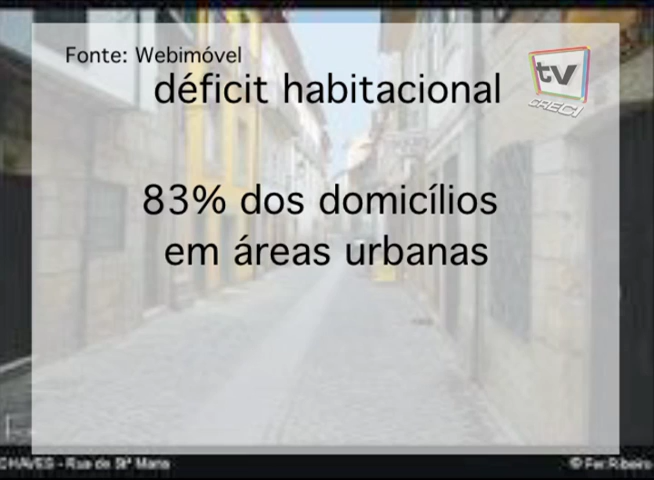 Fonte: Webimóvel
déficit habitacional
tv
CRECI
83% dos domicílios
em áreas urbanas
CHAVES - Rua de Stª Maria
© Fer.Ribeiro